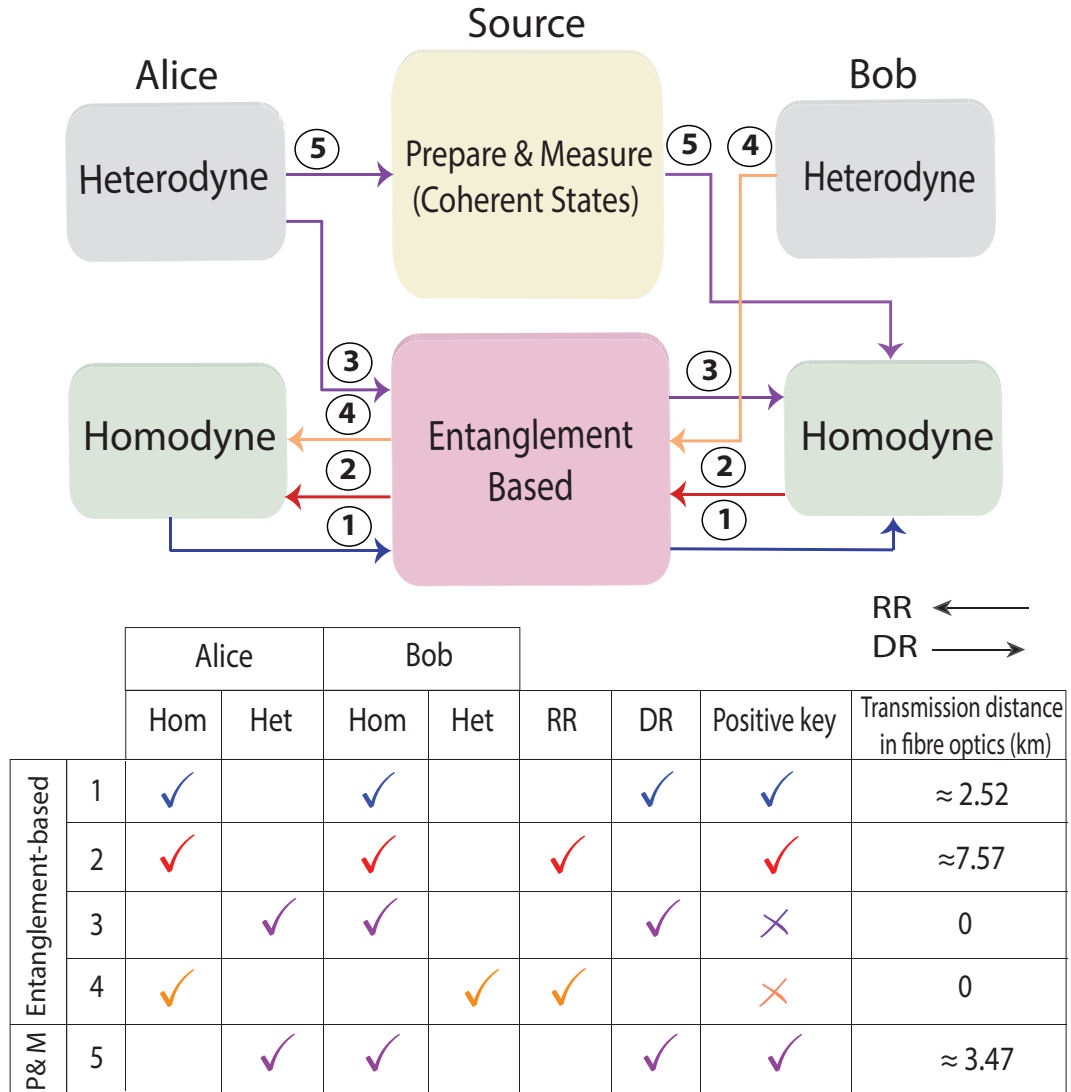 Source
Alice
Bob
Heterodyne
5
Prepare & Measure
(Coherent States)
5
4
Heterodyne
3
3
4
Homodyne
Entanglement
Based
Homodyne
2
2
1
1
RR
DR
Alice
Bob
Hom
Het
Hom
Het
RR
DR
Positive key
Transmission distance
in fibre optics (km)
Entanglement-based
1
≈ 2.52
2
≈7.57
3
0
4
0
P& M
5
≈ 3.47